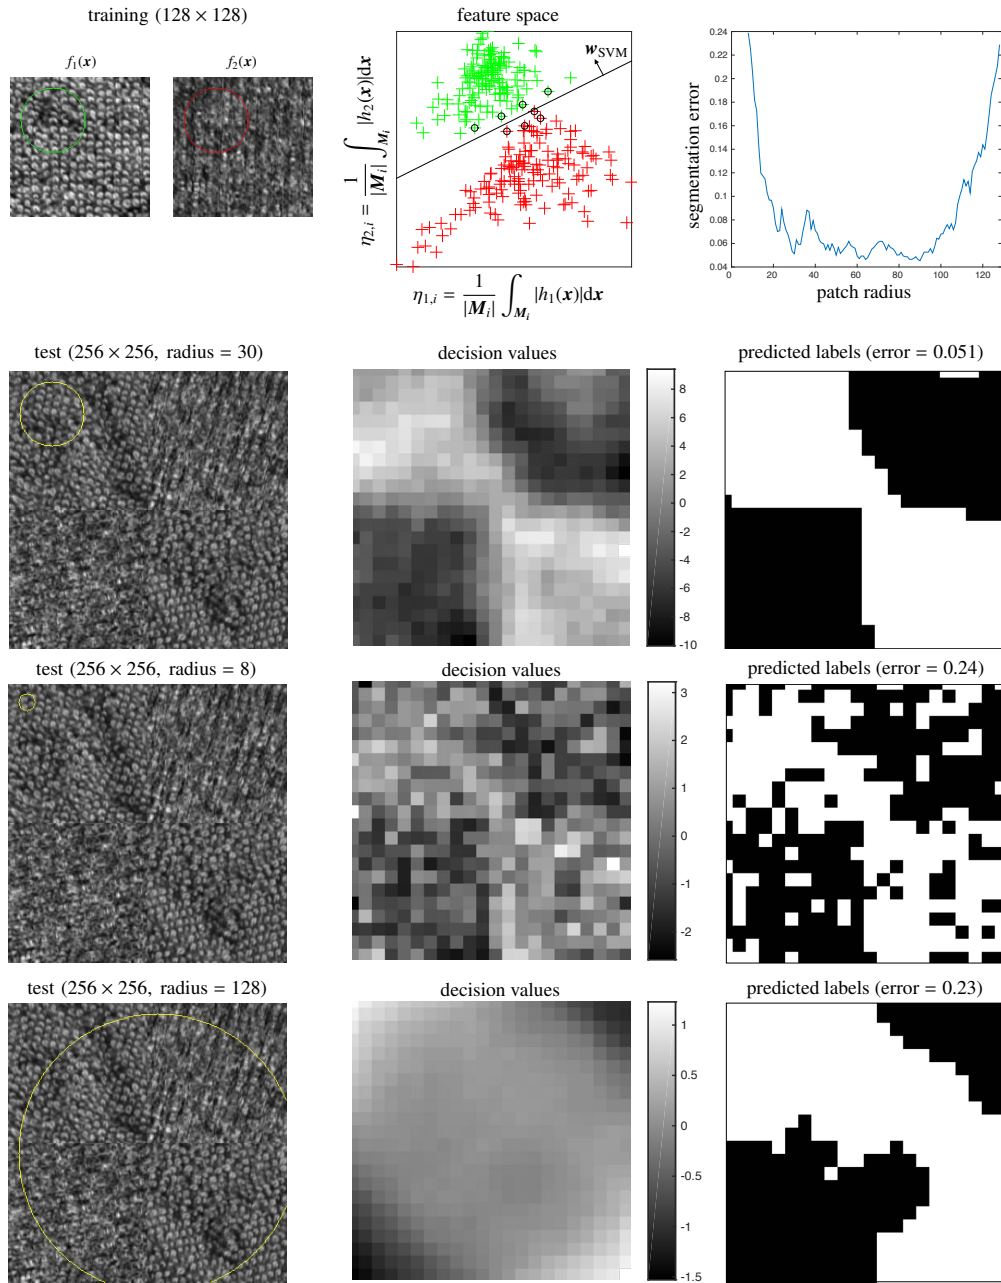 training (128 × 128)
f₁(x)
f₂(x)
feature space
w_SVM
η₂,ᵢ = 1/|Mᵢ| ∫_Mᵢ |h₂(x)|dx
η₁,ᵢ = 1/|Mᵢ| ∫_Mᵢ |h₁(x)|dx
segmentation error
0.24
0.22
0.2
0.18
0.16
0.14
0.12
0.1
0.08
0.06
0.04
0 20 40 60 80 100 120
patch radius
test (256 × 256, radius = 30)
decision values
8
6
4
2
0
-2
-4
-6
-8
-10
predicted labels (error = 0.051)
test (256 × 256, radius = 8)
decision values
3
2
1
0
-1
-2
predicted labels (error = 0.24)
test (256 × 256, radius = 128)
decision values
1
0.5
0
-0.5
-1
-1.5
predicted labels (error = 0.23)